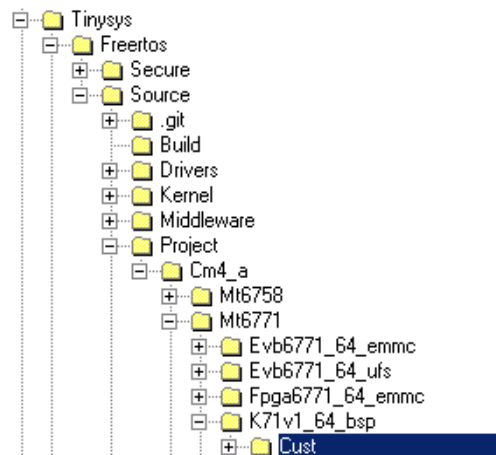 Tinysys
Freertos
Secure
Source
.git
Build
Drivers
Kernel
Middleware
Project
Cm4_a
Mt6758
Mt6771
Evb6771_64_emmc
Evb6771_64_ufs
Fpga6771_64_emmc
K71v1_64_bsp
Cust